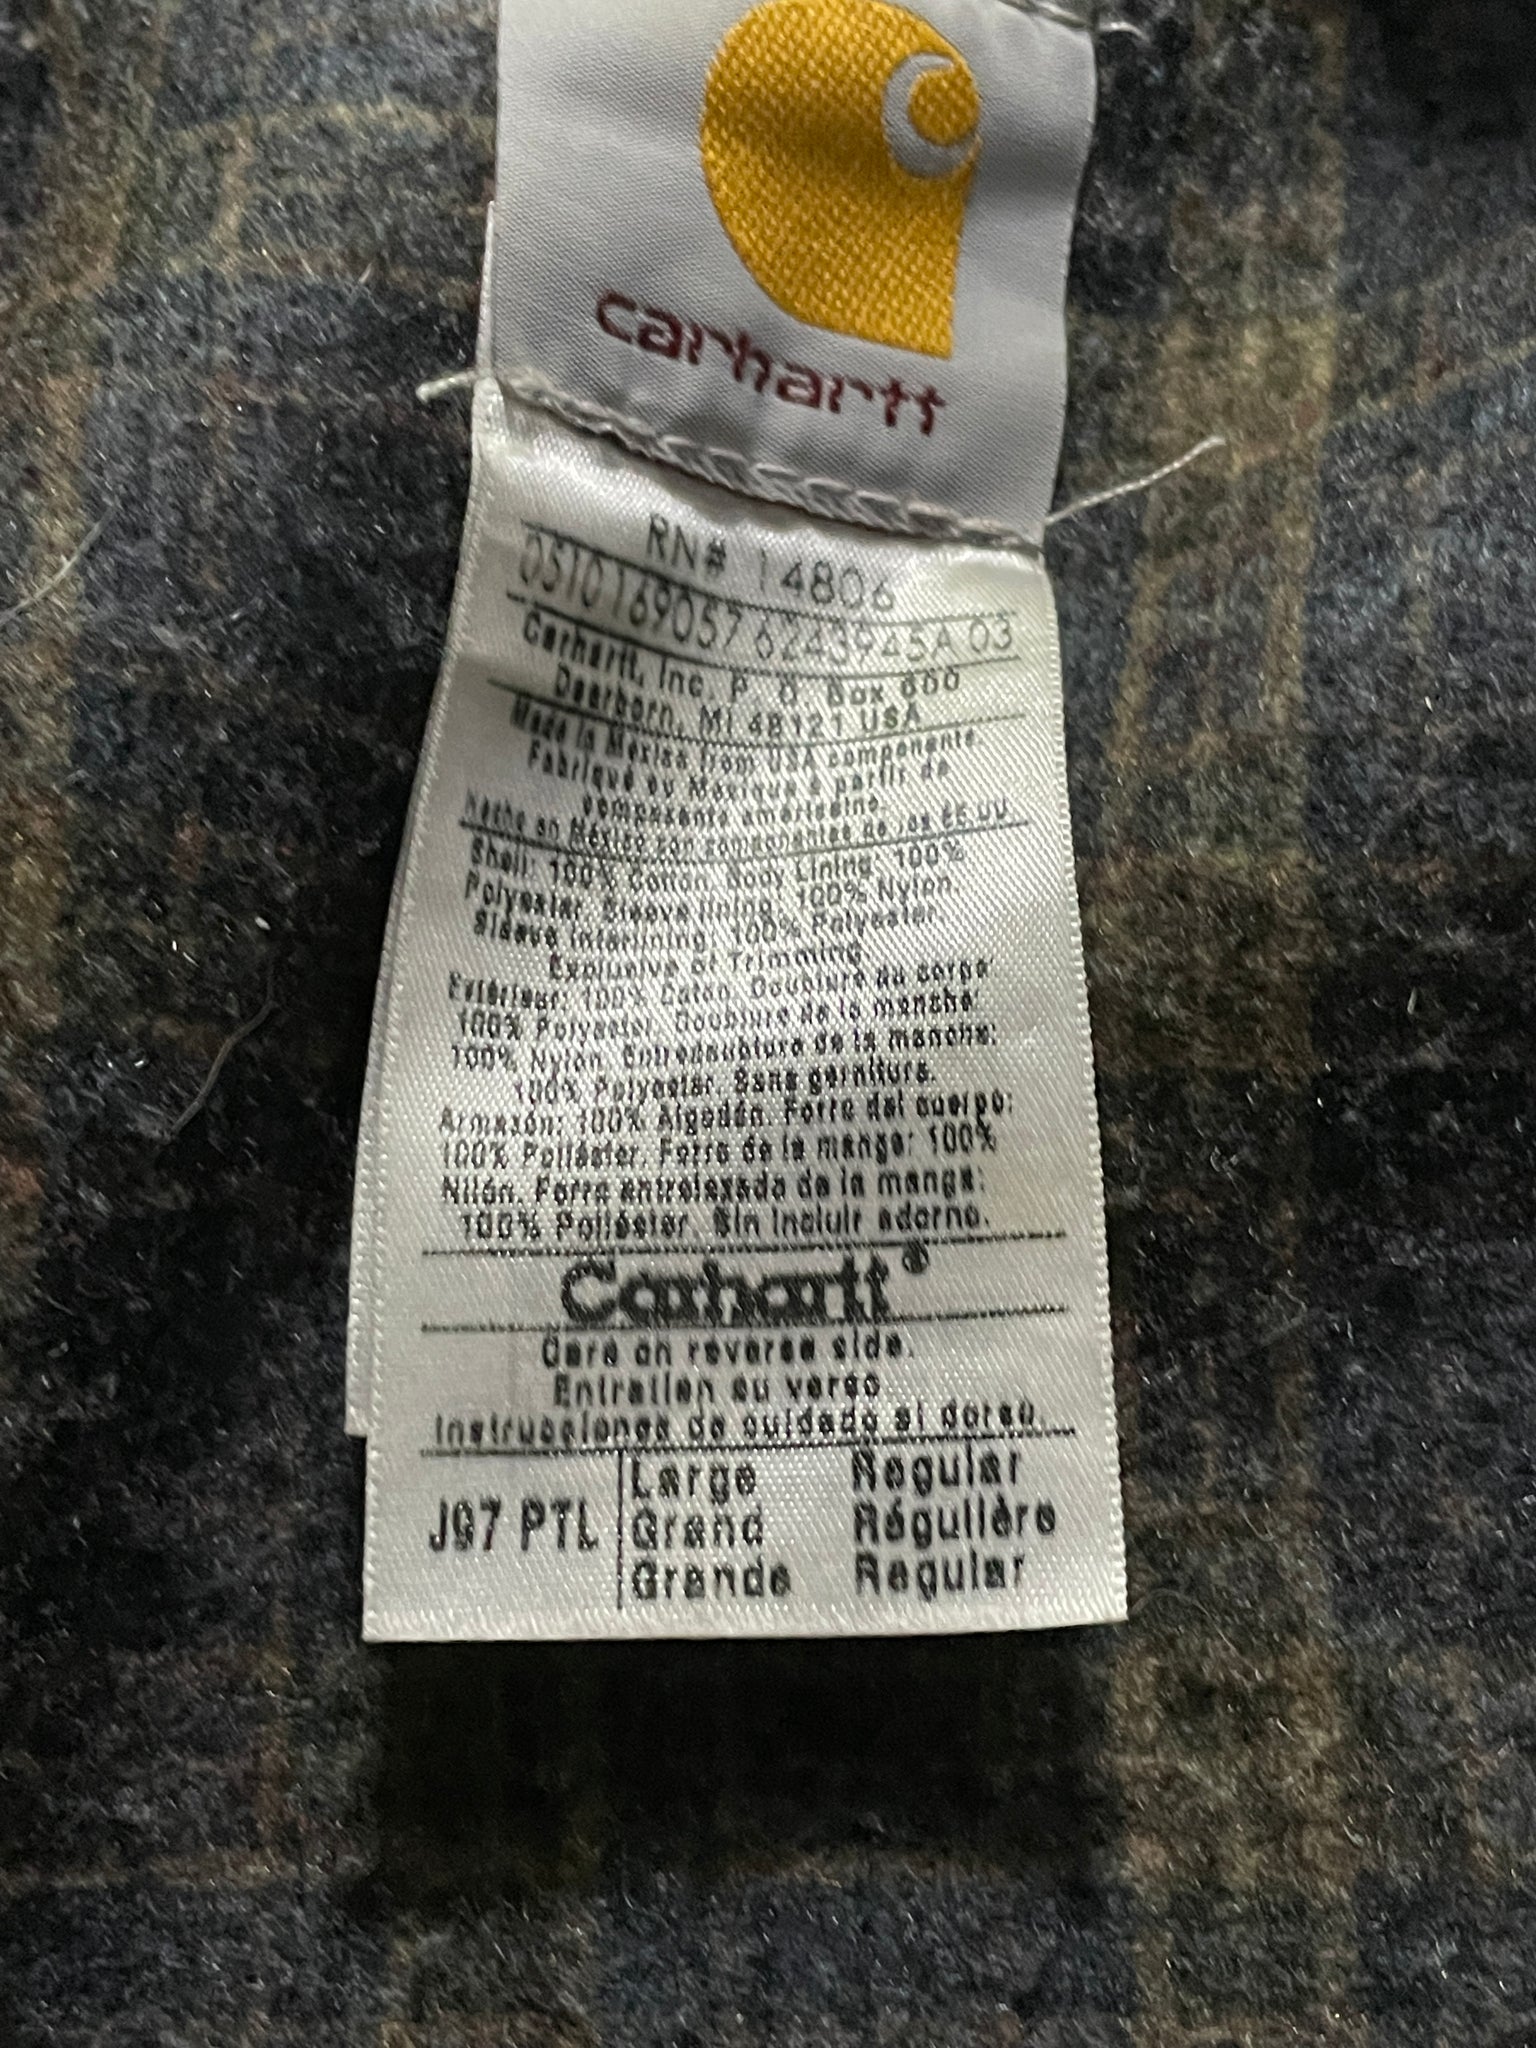 carhartt
RN# 14806
0510169057 6243945A 03
Carhartt, Inc. P. O. Box 600
Dearborn, MI 48121 USA
Made in Mexico from USA components.
Fabriqué au Mexique à partir de
composants américains.
Hecho en México con componentes de los EE.UU.
Shell: 100% Cotton. Body Lining: 100%
Polyester. Sleeve lining: 100% Nylon.
Sleeve Interlining: 100% Polyester.
Exclusive of Trimming.
Extérieur: 100% Coton. Doublure du corps:
100% Polyester. Doublure de la manche:
100% Nylon. Entredoublure de la manche:
100% Polyester. Sans garniture.
Armazón: 100% Algodón. Forro del cuerpo:
100% Poliéster. Forro de la manga: 100%
Nilón. Forro entrelazado de la manga:
100% Poliéster. Sin incluir adorno.
Carhartt®
Care on reverse side.
Entretien au verso
Instrucciones de cuidado al dorso.
J97 PTL Large Regular
Grand Régulière
Grande Regular